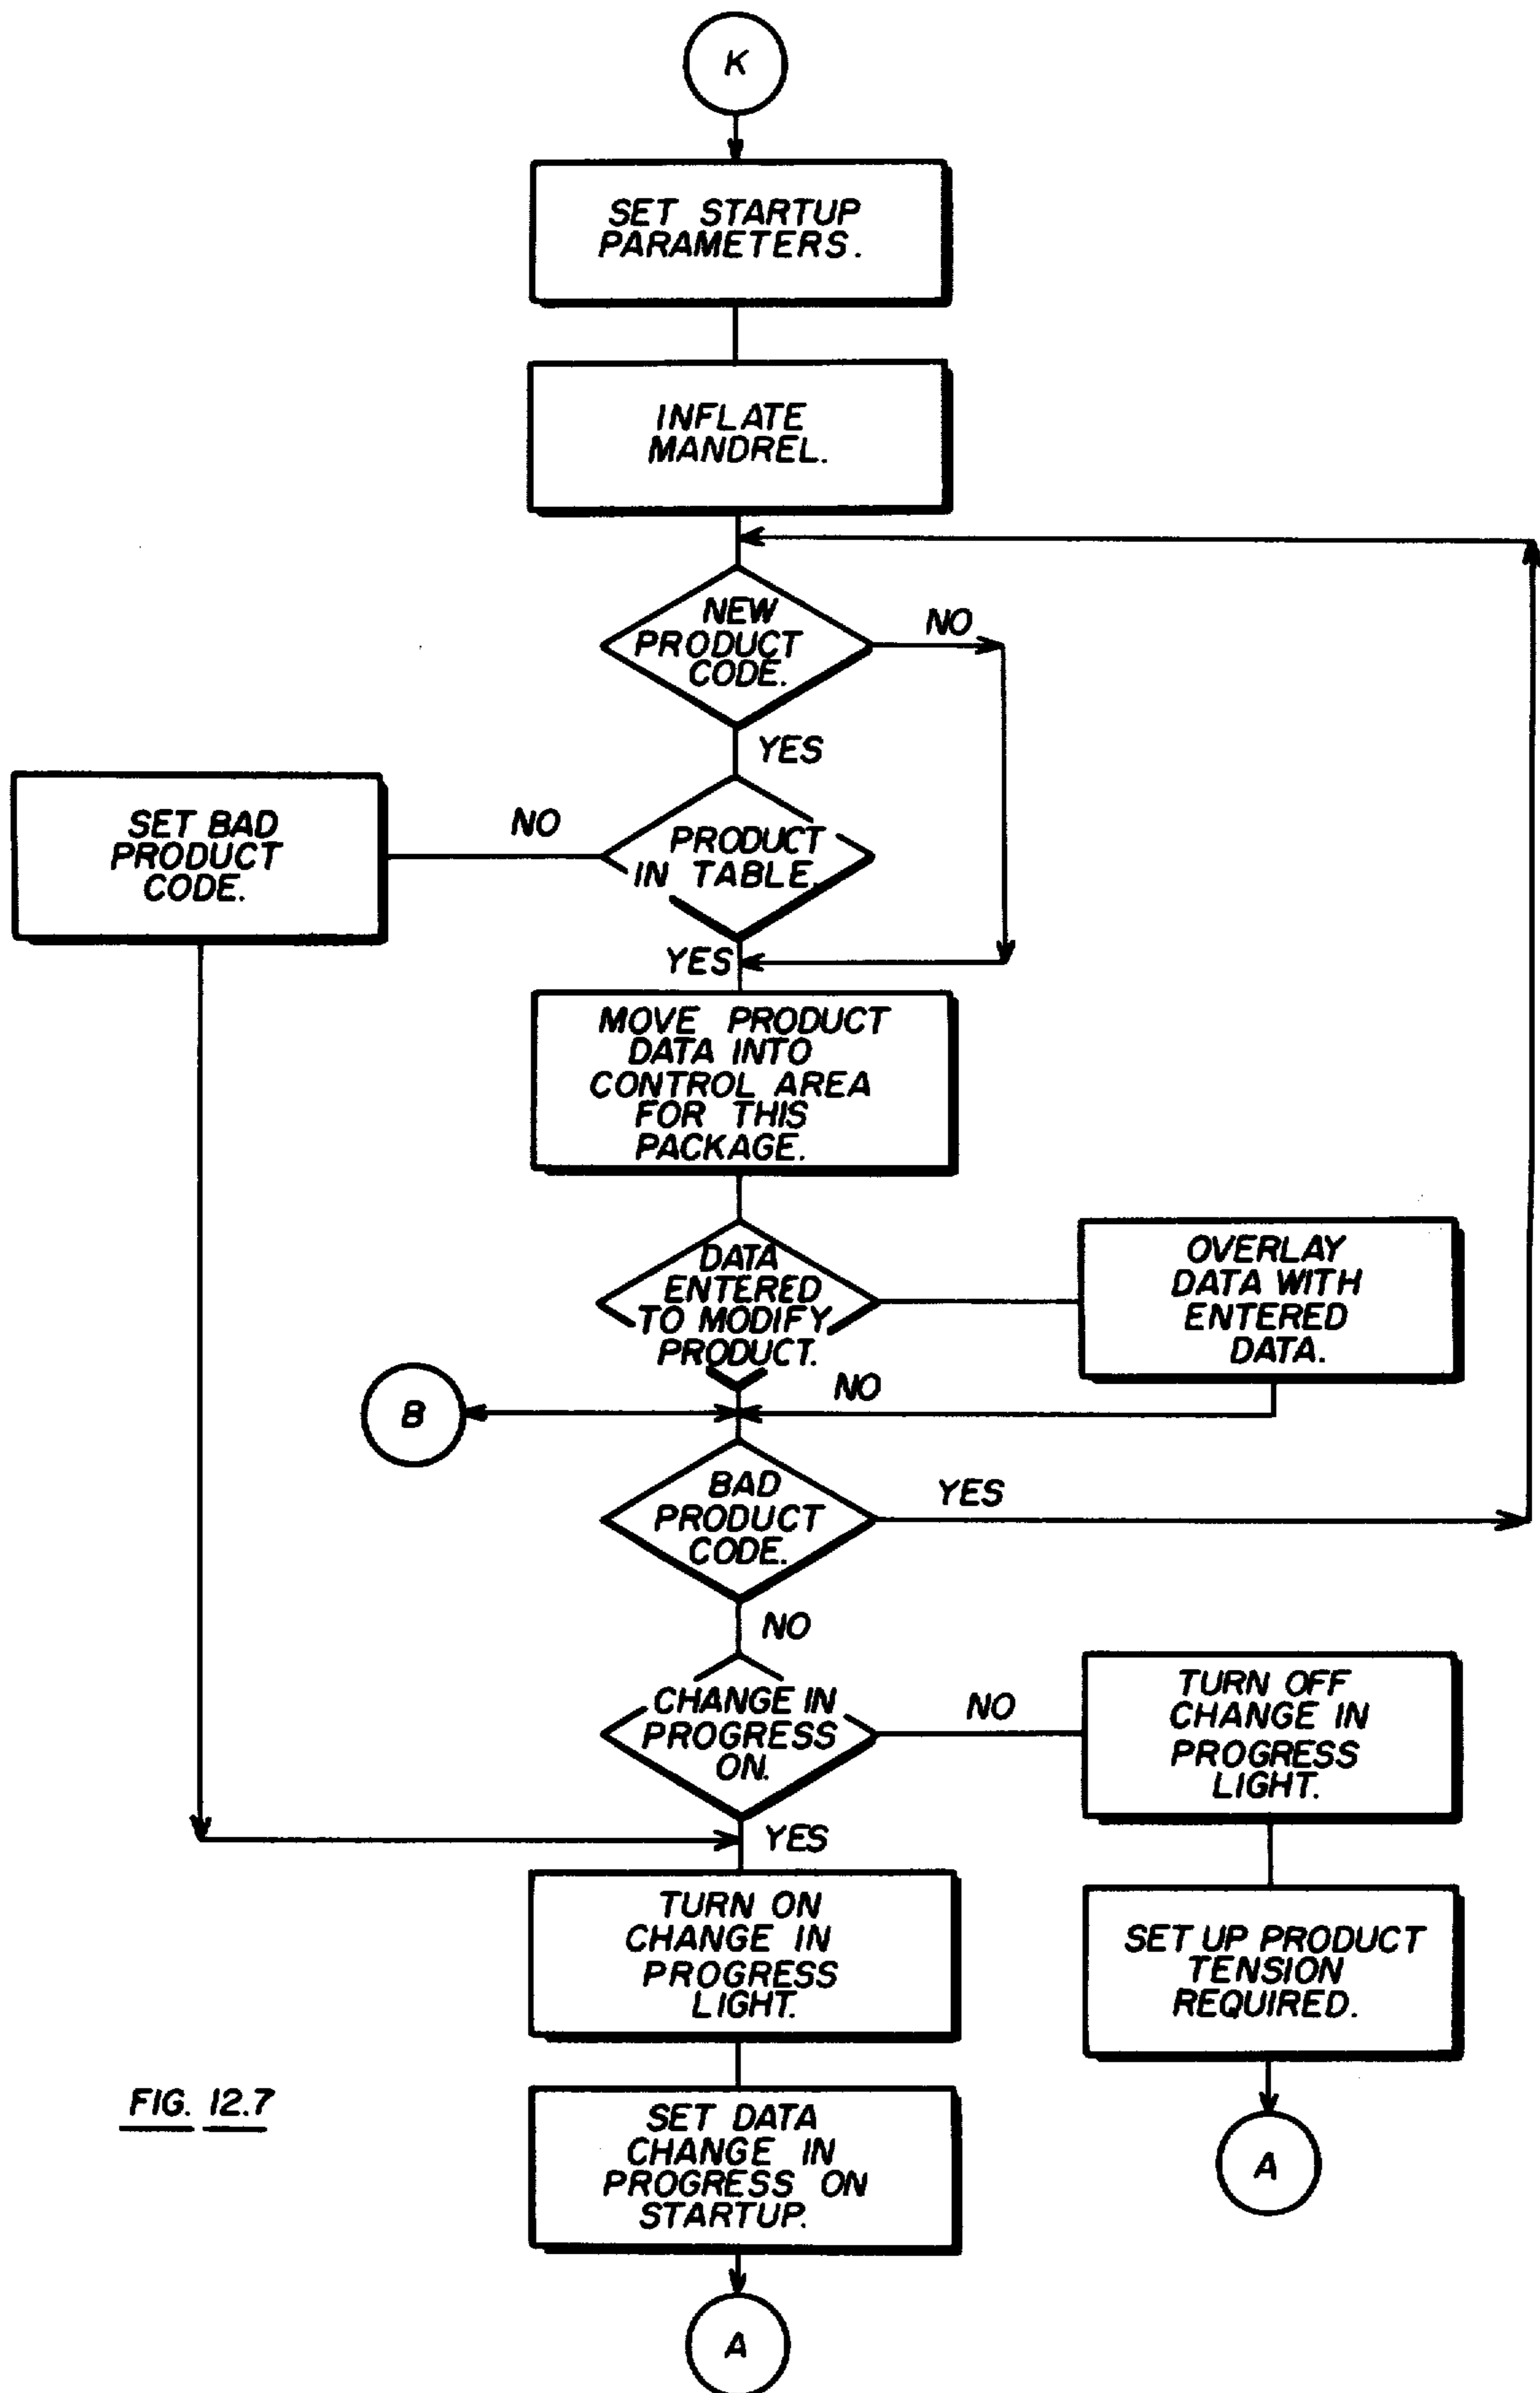 K
SET STARTUP
PARAMETERS.
INFLATE
MANDREL.
NEW
PRODUCT
CODE.
NO
YES
SET BAD
PRODUCT
CODE.
NO
PRODUCT
IN TABLE.
YES
MOVE PRODUCT
DATA INTO
CONTROL AREA
FOR THIS
PACKAGE.
DATA
ENTERED
TO MODIFY
PRODUCT.
OVERLAY
DATA WITH
ENTERED
DATA.
NO
B
BAD
PRODUCT
CODE.
YES
NO
CHANGE IN
PROGRESS
ON.
NO
TURN OFF
CHANGE IN
PROGRESS
LIGHT.
YES
TURN ON
CHANGE IN
PROGRESS
LIGHT.
SET UP PRODUCT
TENSION
REQUIRED.
SET DATA
CHANGE IN
PROGRESS ON
STARTUP.
A
A
FIG. 12.7